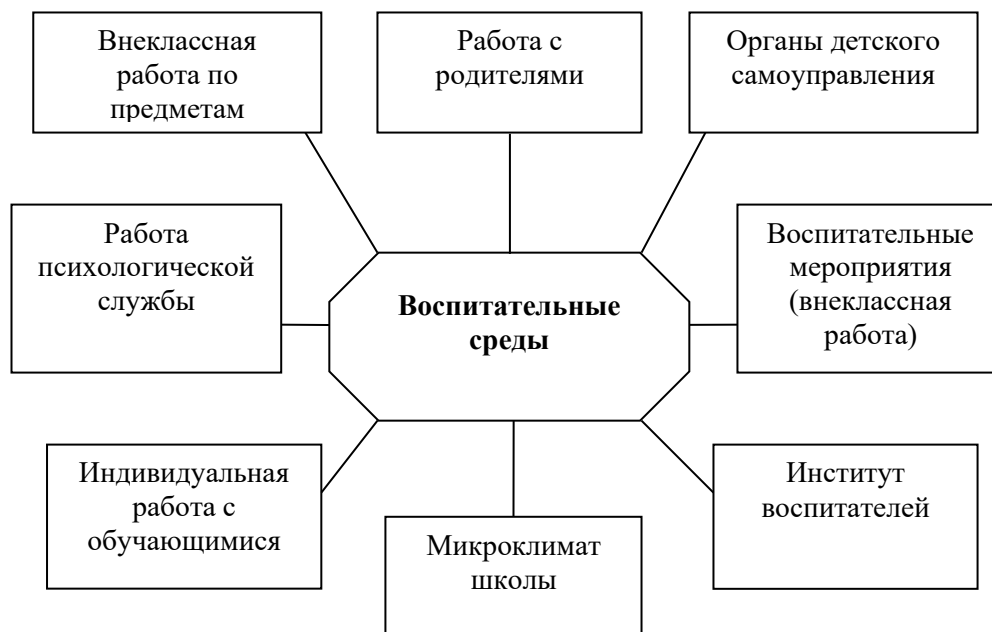 Внеклассная
работа по
предметам
Работа с
родителями
Органы детского
самоуправления
Работа
психологической
службы
Воспитательные
среды
Воспитательные
мероприятия
(внеклассная
работа)
Индивидуальная
работа с
обучающимися
Микроклимат
школы
Институт
воспитателей